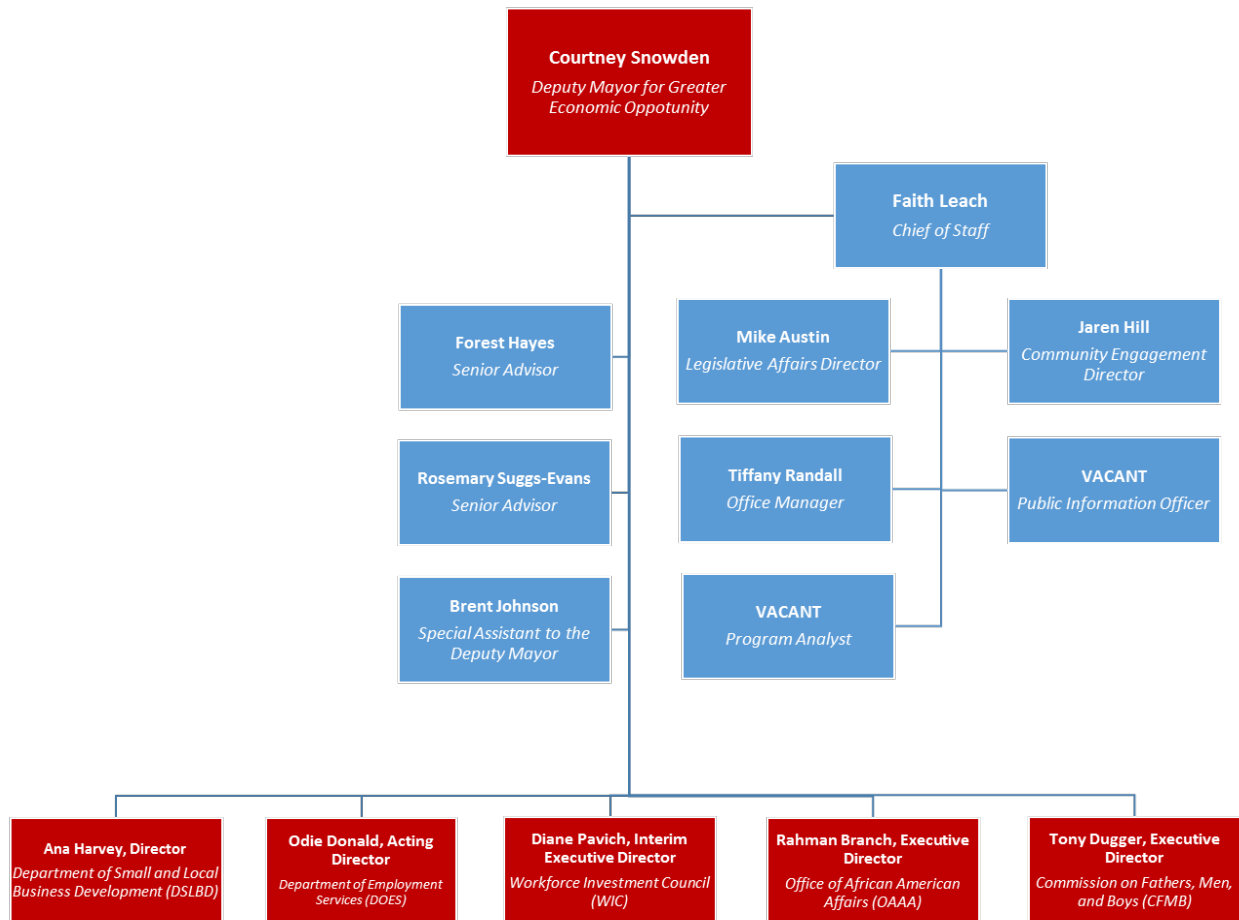 Courtney Snowden
Deputy Mayor for Greater
Economic Oppotunity
Faith Leach
Chief of Staff
Forest Hayes
Senior Advisor
Mike Austin
Legislative Affairs Director
Jaren Hill
Community Engagement
Director
Rosemary Suggs-Evans
Senior Advisor
Tiffany Randall
Office Manager
VACANT
Public Information Officer
Brent Johnson
Special Assistant to the
Deputy Mayor
VACANT
Program Analyst
Ana Harvey, Director
Department of Small and Local
Business Development (DSLBD)
Odie Donald, Acting
Director
Department of Employment
Services (DOES)
Diane Pavich, Interim
Executive Director
Workforce Investment Council
(WIC)
Rahman Branch, Executive
Director
Office of African American
Affairs (OAAA)
Tony Dugger, Executive
Director
Commission on Fathers, Men,
and Boys (CFMB)